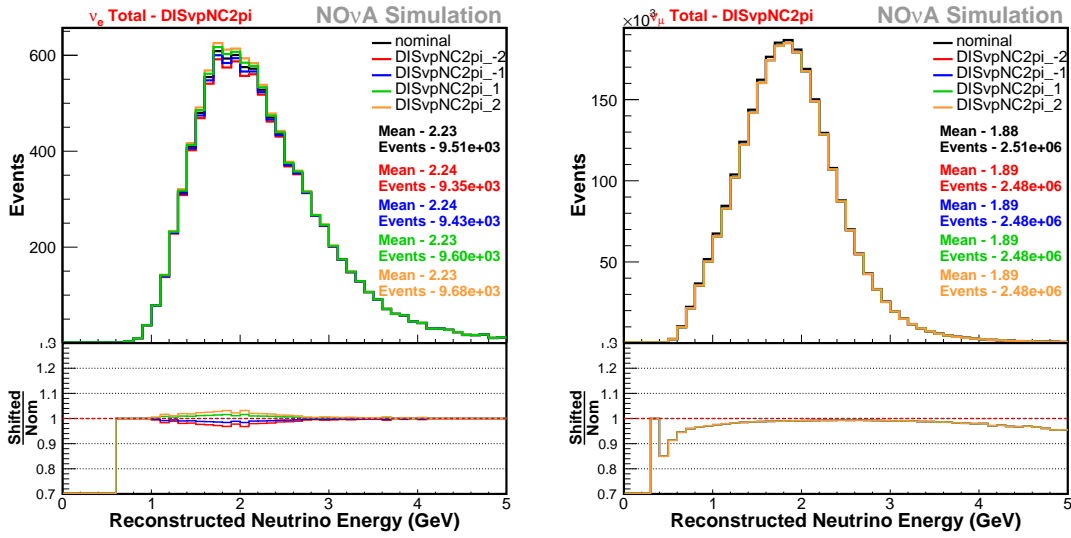 νe Total - DISνpNC2pi
NOνA Simulation
nominal
DISvpNC2pi_-2
DISvpNC2pi_-1
DISvpNC2pi_1
DISvpNC2pi_2
Mean - 2.23
Events - 9.51e+03
Mean - 2.24
Events - 9.35e+03
Mean - 2.24
Events - 9.43e+03
Mean - 2.23
Events - 9.60e+03
Mean - 2.23
Events - 9.68e+03
Events
600
400
200
1.3
1.2
1.1
1
0.9
0.8
0.7
Shifted
Nom
0 1 2 3 4 5
Reconstructed Neutrino Energy (GeV)
×10³
νμ Total - DISvpNC2pi
NOνA Simulation
nominal
DISvpNC2pi_-2
DISvpNC2pi_-1
DISvpNC2pi_1
DISvpNC2pi_2
Mean - 1.88
Events - 2.51e+06
Mean - 1.89
Events - 2.48e+06
Mean - 1.89
Events - 2.48e+06
Mean - 1.89
Events - 2.48e+06
Mean - 1.89
Events - 2.48e+06
Events
150
100
50
1.3
1.2
1.1
1
0.9
0.8
0.7
Shifted
Nom
0 1 2 3 4 5
Reconstructed Neutrino Energy (GeV)